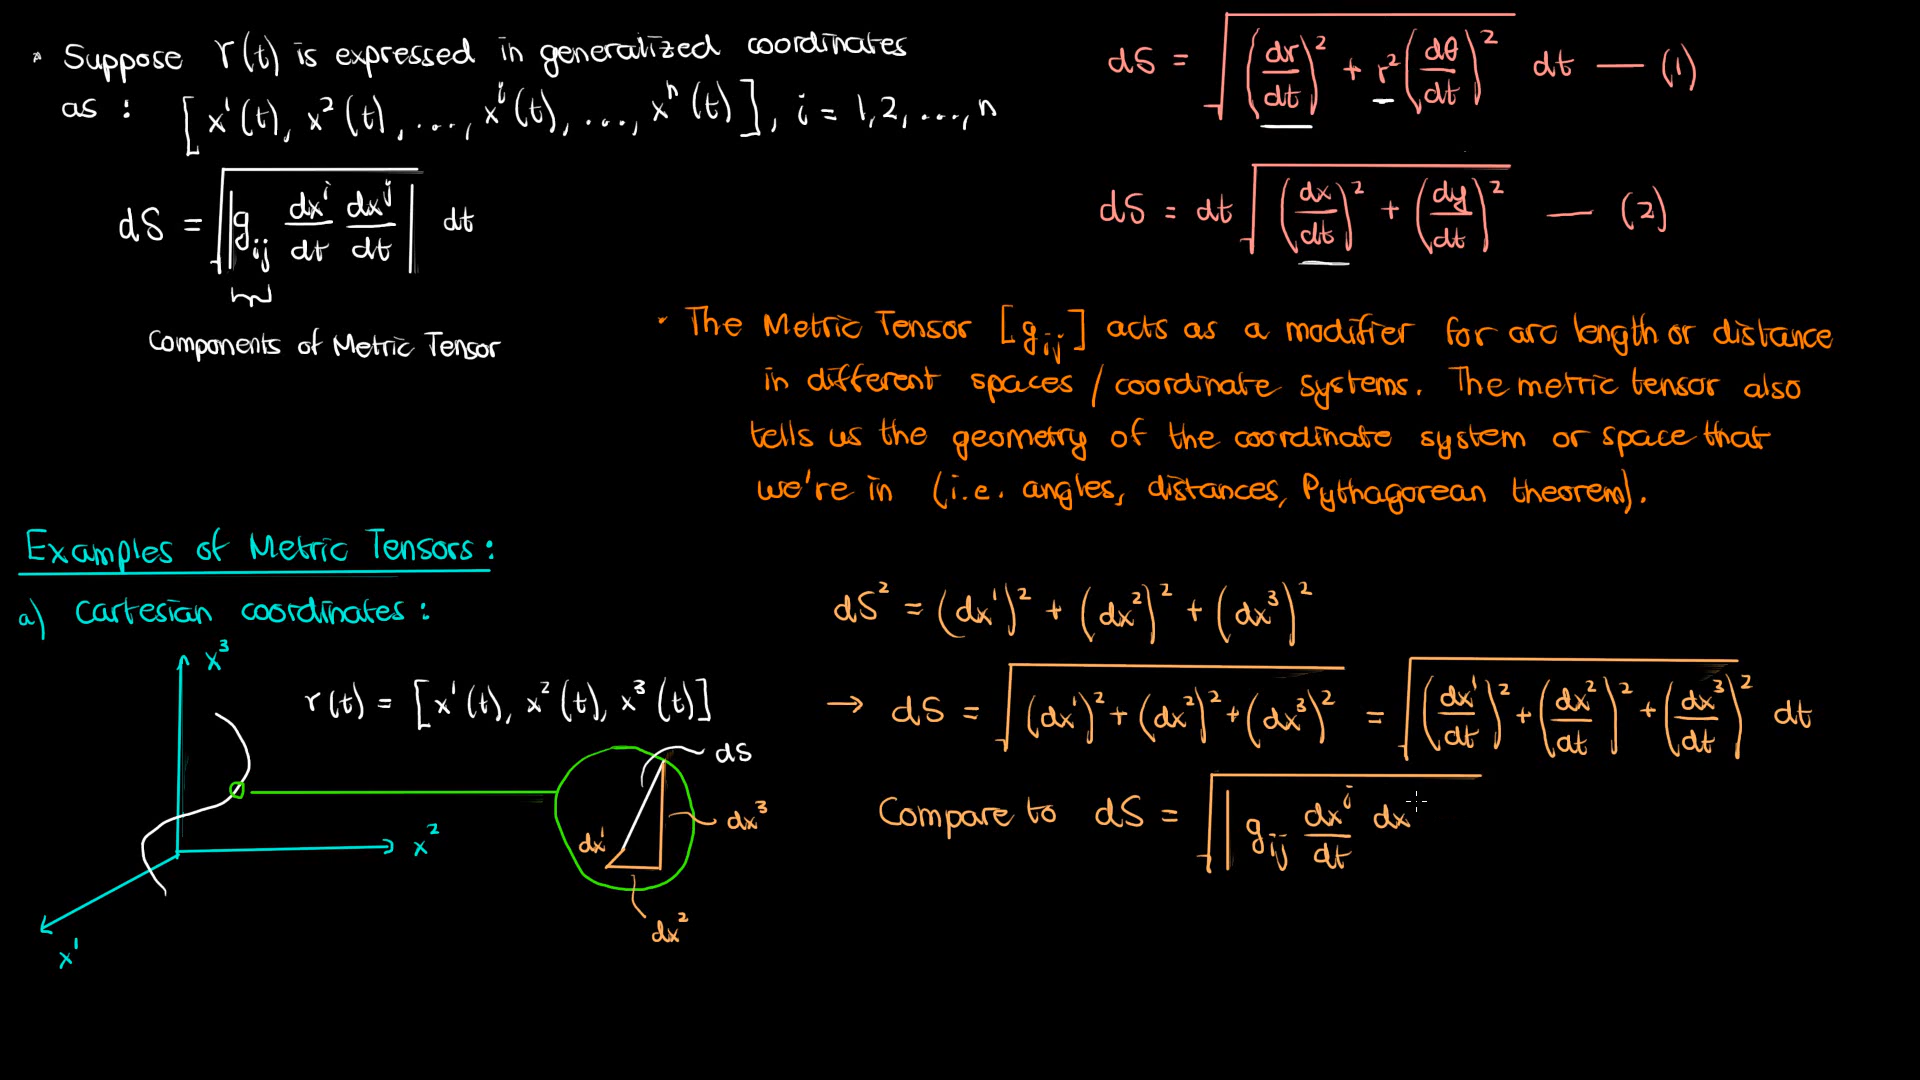 • Suppose r(t) is expressed in generalized coordinates
as : [x¹(t), x²(t), ..., xⁱ(t), ..., xⁿ(t)], i = 1,2,...,n
dS = √|g_ij dxⁱ/dt dxʲ/dt| dt
Components of Metric Tensor
dS = √((dr/dt)² + r²(dθ/dt)²) dt — (1)
dS = dt √((dx/dt)² + (dy/dt)²) — (2)
• The Metric Tensor [g_ij] acts as a modifier for arc length or distance
in different spaces / coordinate systems. The metric tensor also
tells us the geometry of the coordinate system or space that
we're in (i.e. angles, distances, Pythagorean theorem).
Examples of Metric Tensors:
a) Cartesian coordinates:
x³
r(t) = [x¹(t), x²(t), x³(t)]
dS
dx³
dx¹
x²
dx²
x¹
dS² = (dx¹)² + (dx²)² + (dx³)²
→ dS = √((dx¹)² + (dx²)² + (dx³)²) = √((dx¹/dt)² + (dx²/dt)² + (dx³/dt)²) dt
Compare to dS = √| g_ij dxⁱ/dt dx